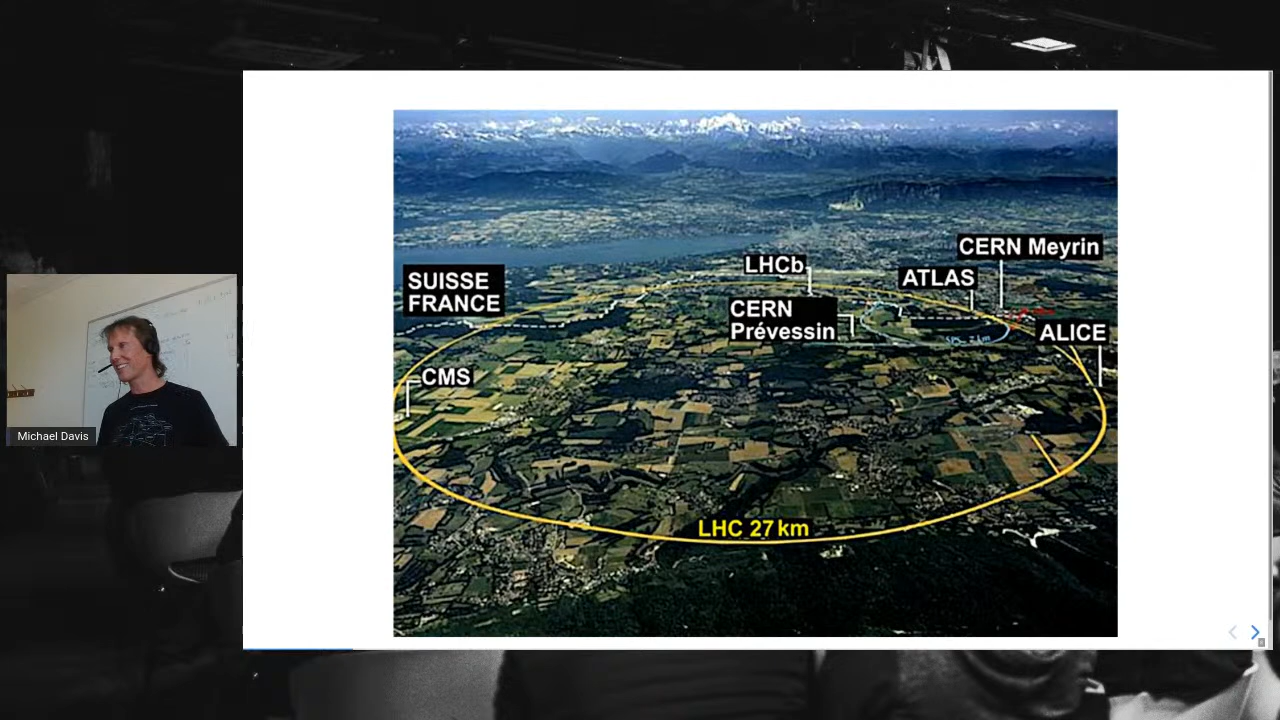 CERN Meyrin
LHCb
ATLAS
SUISSE
FRANCE
CERN
Prévessin
ALICE
CMS
LHC 27 km
Michael Davis